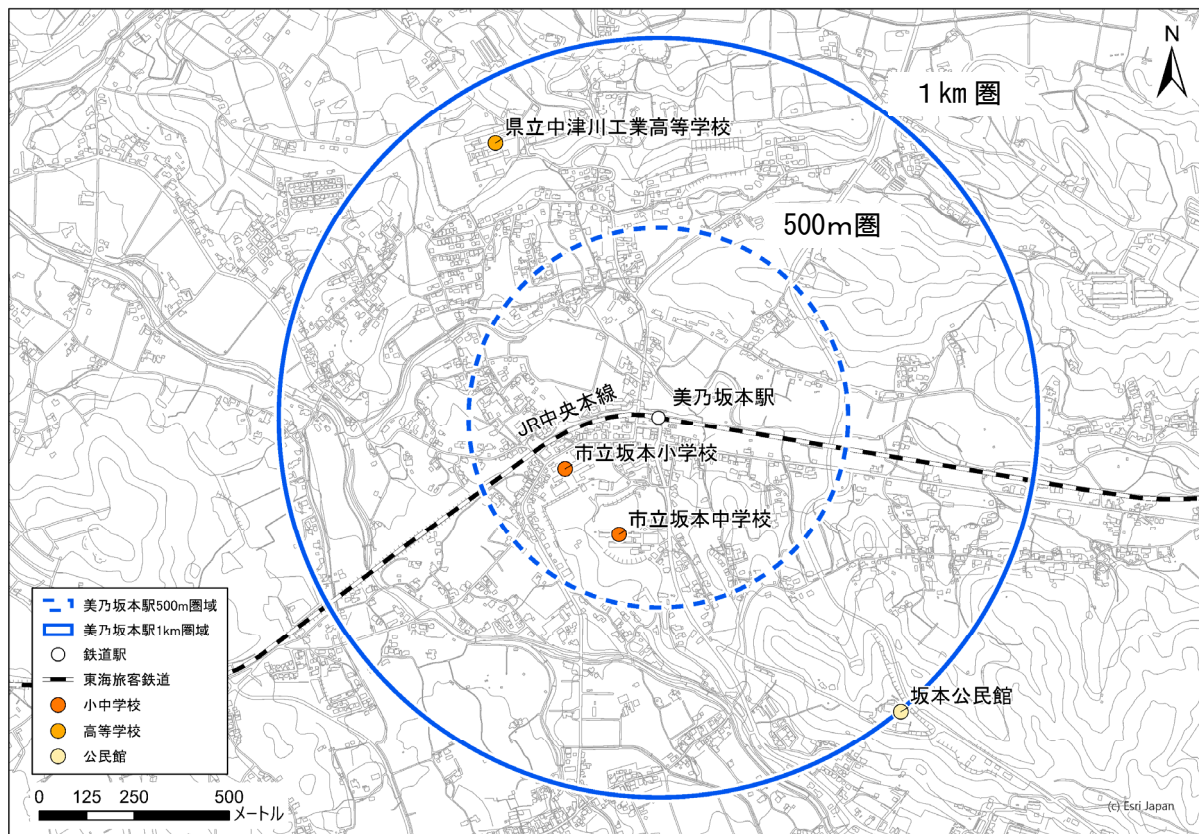 N
1km圏
県立中津川工業高等学校
500m圏
美乃坂本駅
JR中央本線
市立坂本小学校
市立坂本中学校
坂本公民館
美乃坂本駅500m圏域
美乃坂本駅1km圏域
鉄道駅
東海旅客鉄道
小中学校
高等学校
公民館
0 125 250 500
メートル
(c) Esri Japan